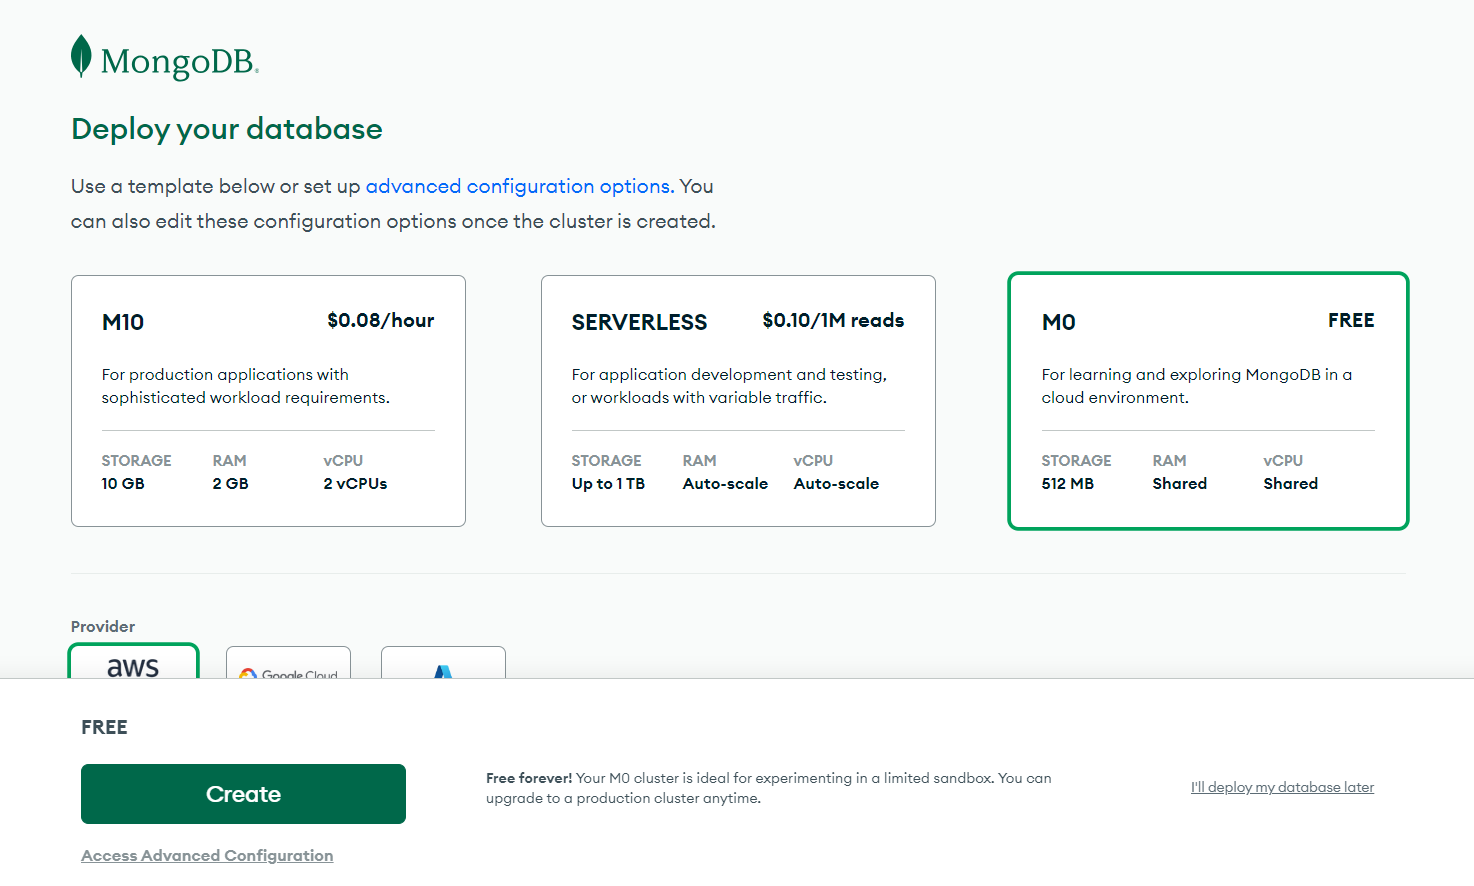 MongoDB
Deploy your database
Use a template below or set up advanced configuration options. You
can also edit these configuration options once the cluster is created.
M10
$0.08/hour
For production applications with
sophisticated workload requirements.
STORAGE RAM vCPU
10 GB 2 GB 2 vCPUs
SERVERLESS
$0.10/1M reads
For application development and testing,
or workloads with variable traffic.
STORAGE RAM vCPU
Up to 1 TB Auto-scale Auto-scale
M0
FREE
For learning and exploring MongoDB in a
cloud environment.
STORAGE RAM vCPU
512 MB Shared Shared
Provider
aws
Google Cloud
FREE
Create
Access Advanced Configuration
Free forever! Your M0 cluster is ideal for experimenting in a limited sandbox. You can
upgrade to a production cluster anytime.
I'll deploy my database later